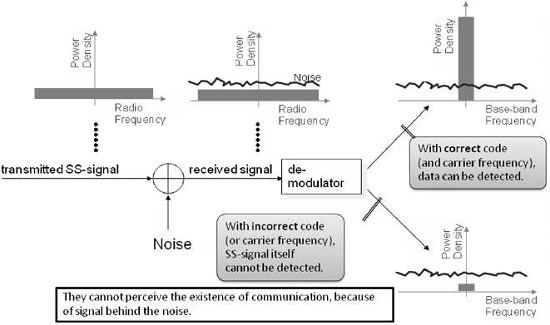 Power
Density
Radio
Frequency
Power
Density
Noise
Radio
Frequency
Power
Density
Base-band
Frequency
transmitted SS-signal
received signal
de-
modulator
Noise
With correct code
(and carrier frequency),
data can be detected.
With incorrect code
(or carrier frequency),
SS-signal itself
cannot be detected.
Power
Density
Base-band
Frequency
They cannot perceive the existence of communication, because
of signal behind the noise.